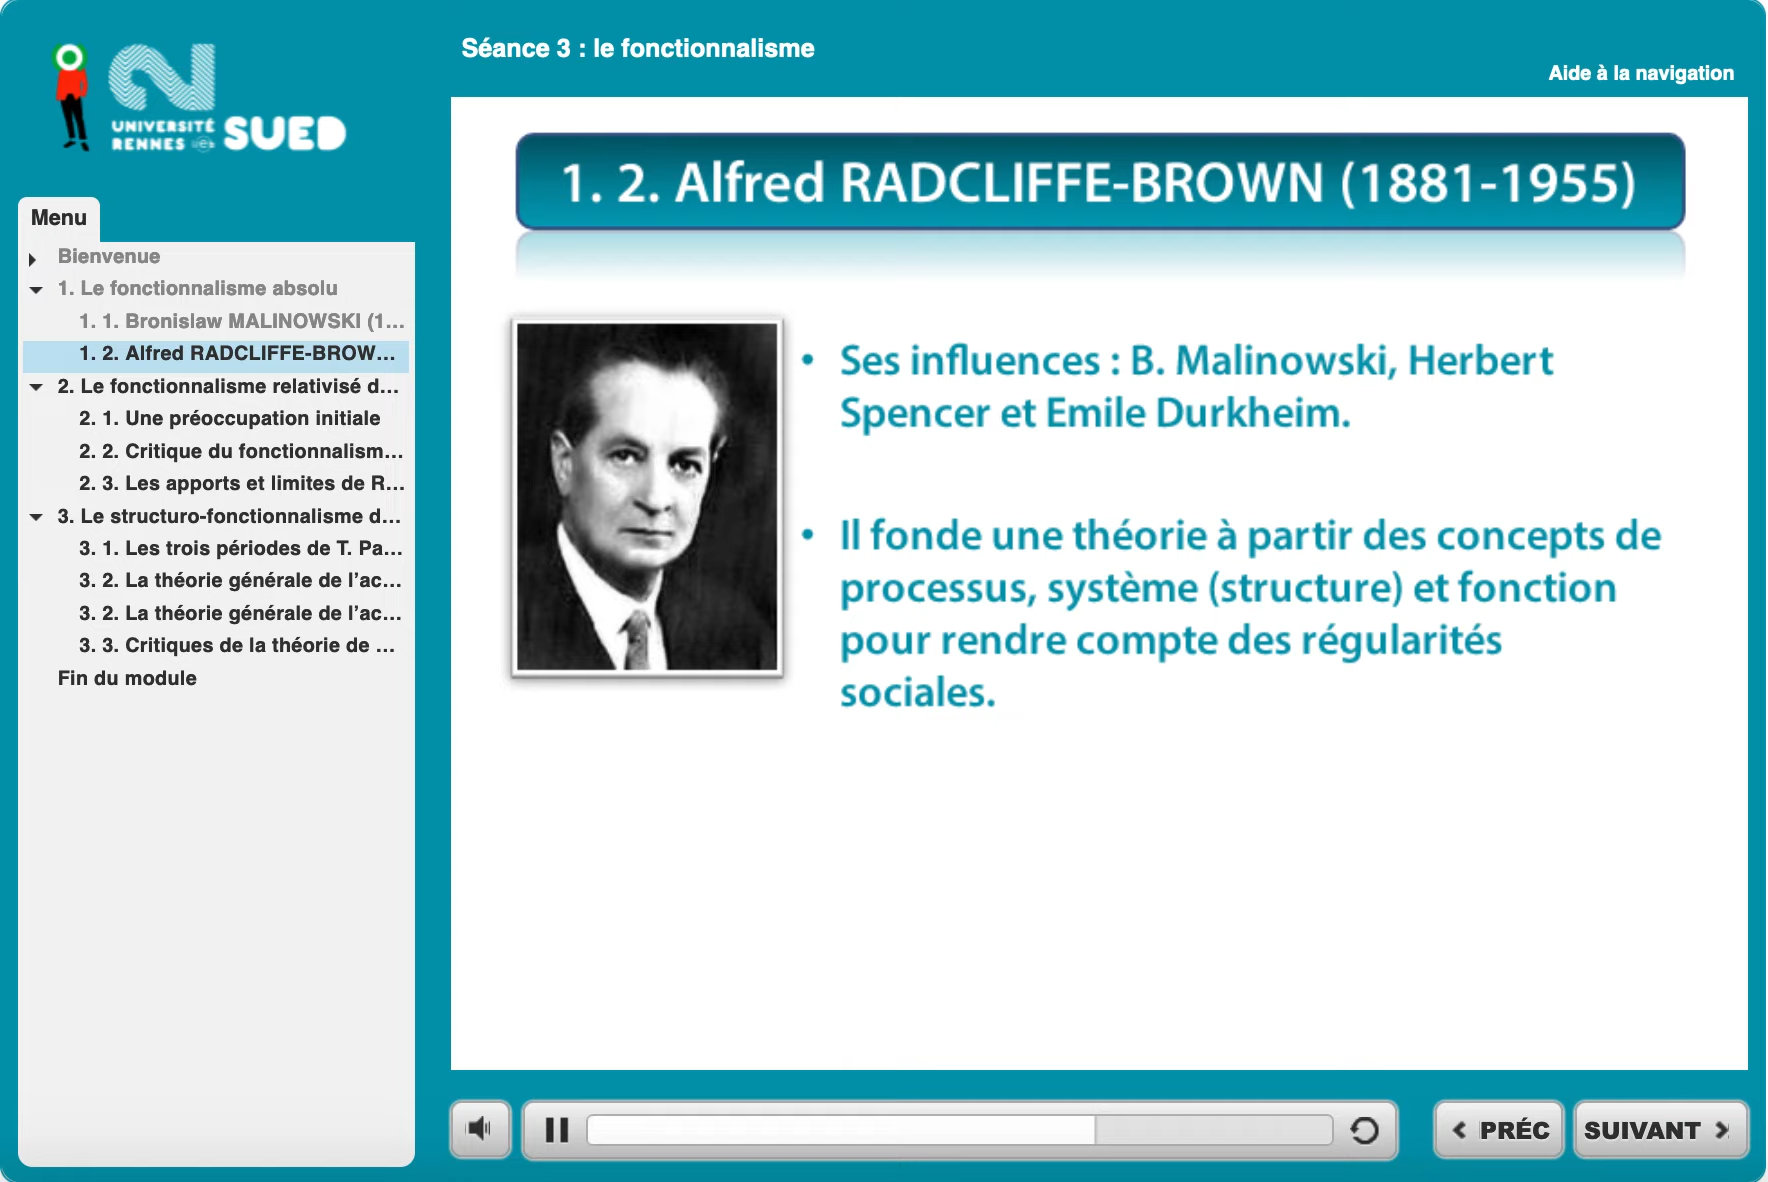 UNIVERSITÉ
RENNES
SUED
Séance 3 : le fonctionnalisme
Aide à la navigation
Menu
Bienvenue
1. Le fonctionnalisme absolu
1. 1. Bronislaw MALINOWSKI (1...
1. 2. Alfred RADCLIFFE-BROW...
2. Le fonctionnalisme relativisé d...
2. 1. Une préoccupation initiale
2. 2. Critique du fonctionnalism...
2. 3. Les apports et limites de R...
3. Le structuro-fonctionnalisme d...
3. 1. Les trois périodes de T. Pa...
3. 2. La théorie générale de l’ac...
3. 2. La théorie générale de l’ac...
3. 3. Critiques de la théorie de ...
Fin du module
1. 2. Alfred RADCLIFFE-BROWN (1881-1955)
• Ses influences : B. Malinowski, Herbert
Spencer et Emile Durkheim.
• Il fonde une théorie à partir des concepts de
processus, système (structure) et fonction
pour rendre compte des régularités
sociales.
PRÉC
SUIVANT